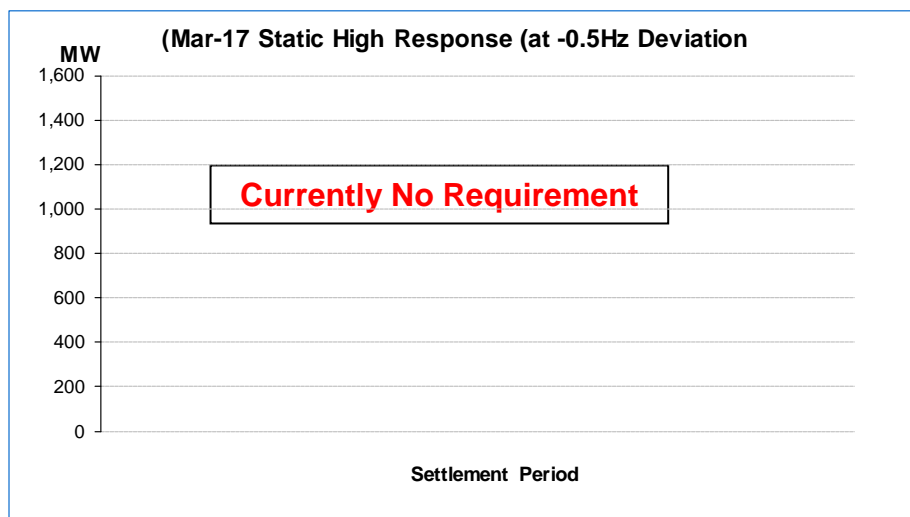 (Mar-17 Static High Response (at -0.5Hz Deviation
MW
1,600
1,400
1,200
Currently No Requirement
1,000
800
600
400
200
0
Settlement Period